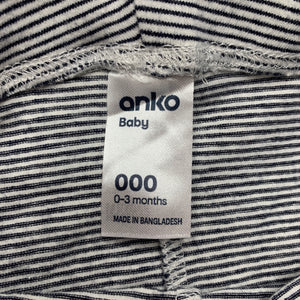 anko
Baby
000
0-3 months
MADE IN BANGLADESH